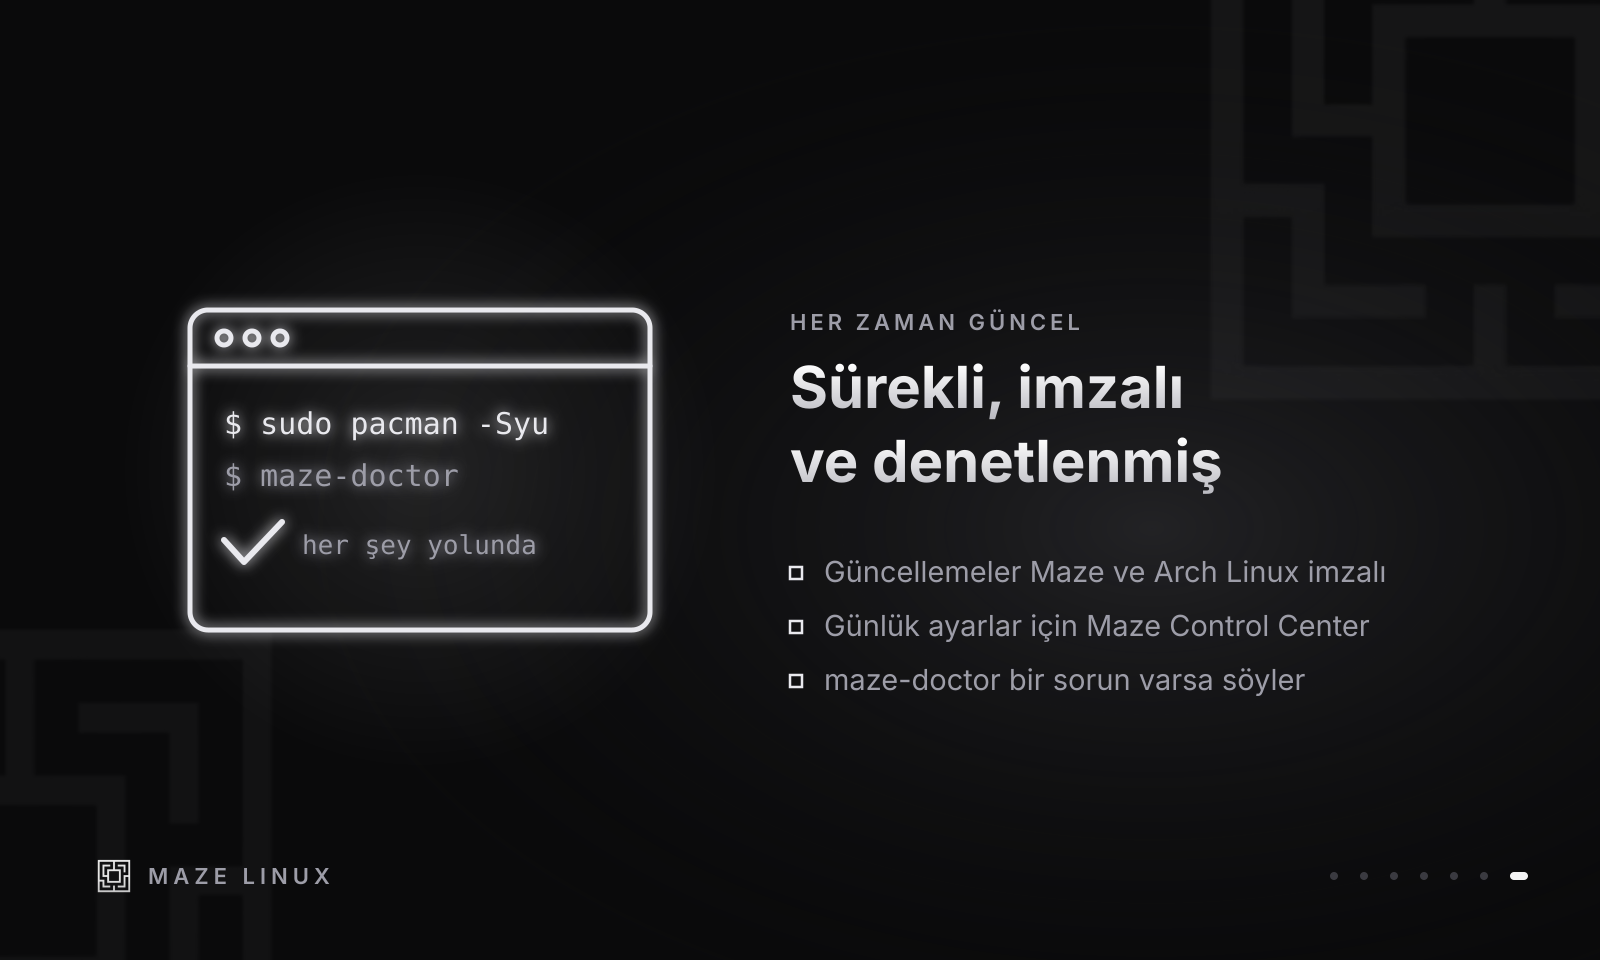 $ sudo pacman -Syu
$ maze-doctor
her şey yolunda
HER ZAMAN GÜNCEL
Sürekli, imzalı
ve denetlenmiş
Güncellemeler Maze ve Arch Linux imzalı
Günlük ayarlar için Maze Control Center
maze-doctor bir sorun varsa söyler
MAZE LINUX